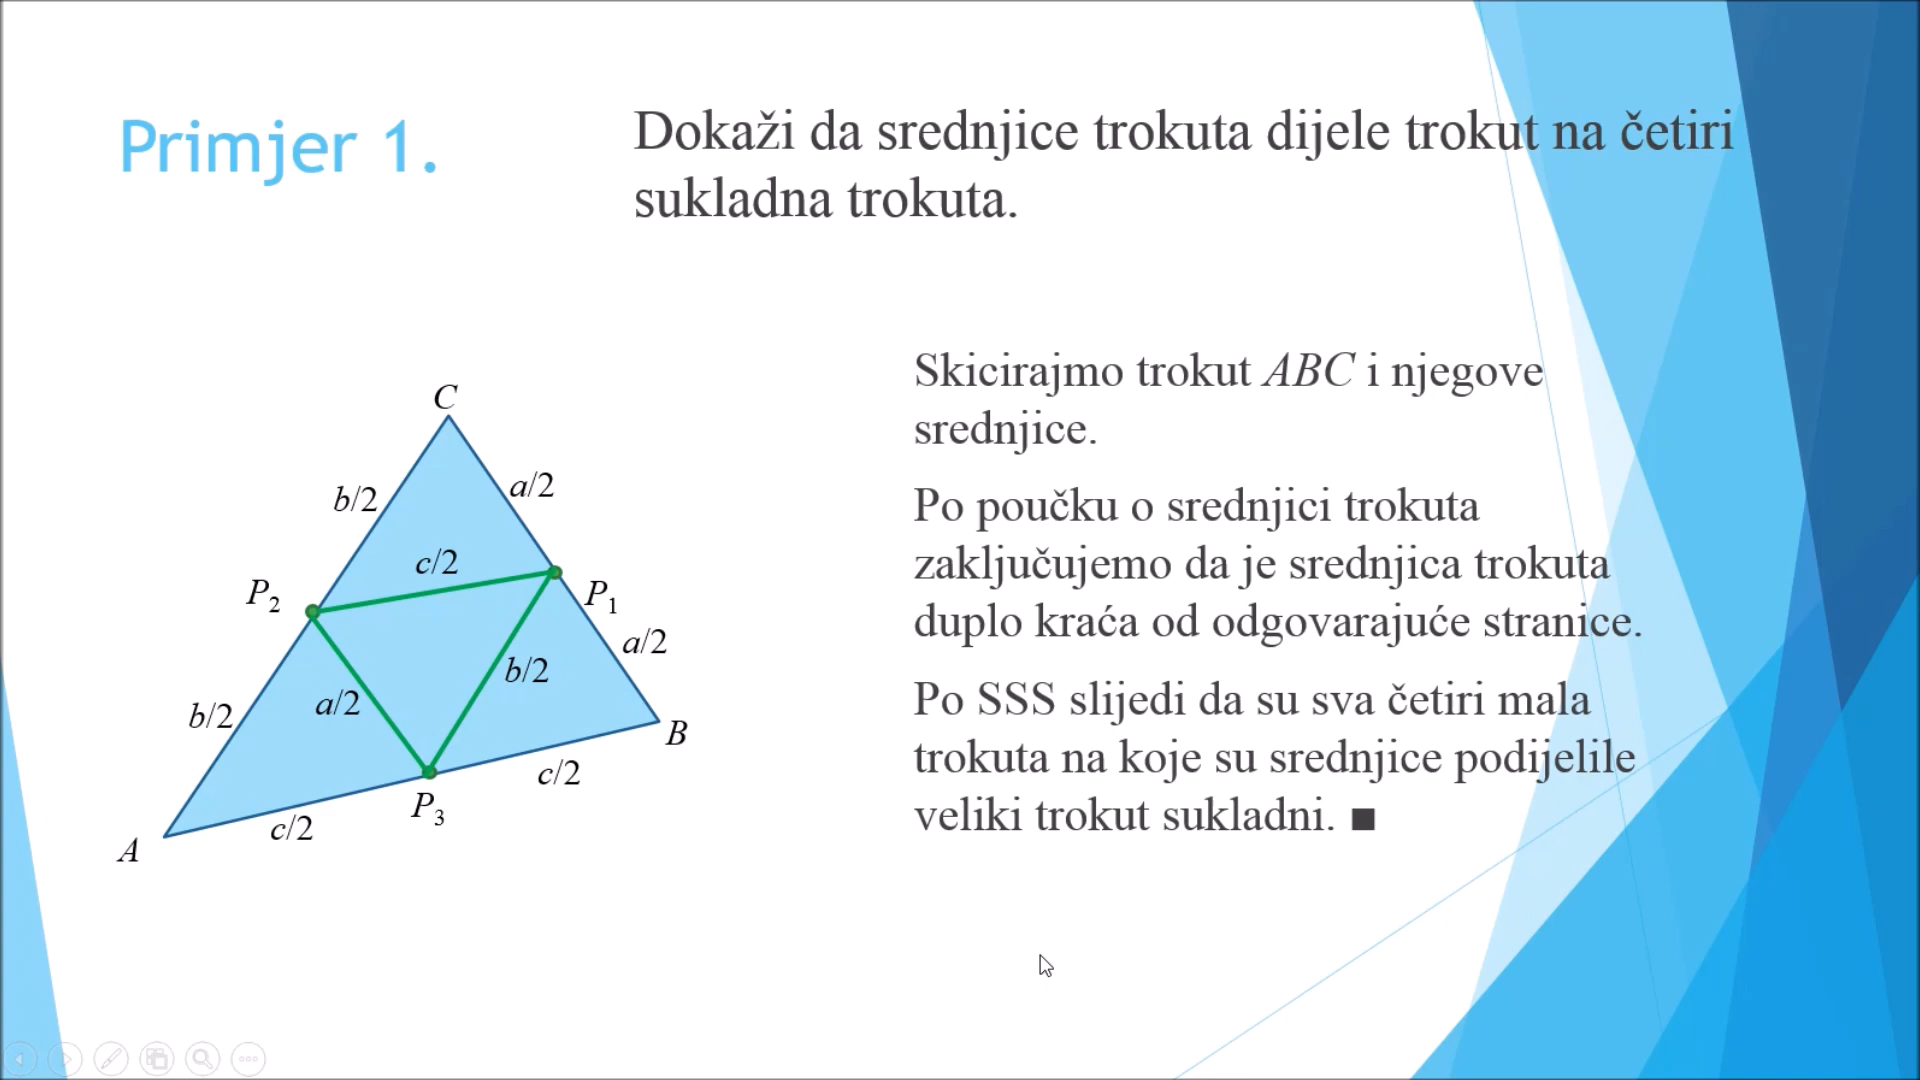 Primjer 1.
Dokaži da srednjice trokuta dijele trokut na četiri
sukladna trokuta.
Skicirajmo trokut ABC i njegove
srednjice.
Po poučku o srednjici trokuta
zaključujemo da je srednjica trokuta
duplo kraća od odgovarajuće stranice.
Po SSS slijedi da su sva četiri mala
trokuta na koje su srednjice podijelile
veliki trokut sukladni. ■
C
b/2
a/2
c/2
P₂
P₁
a/2
b/2
a/2
b/2
B
c/2
P₃
c/2
A